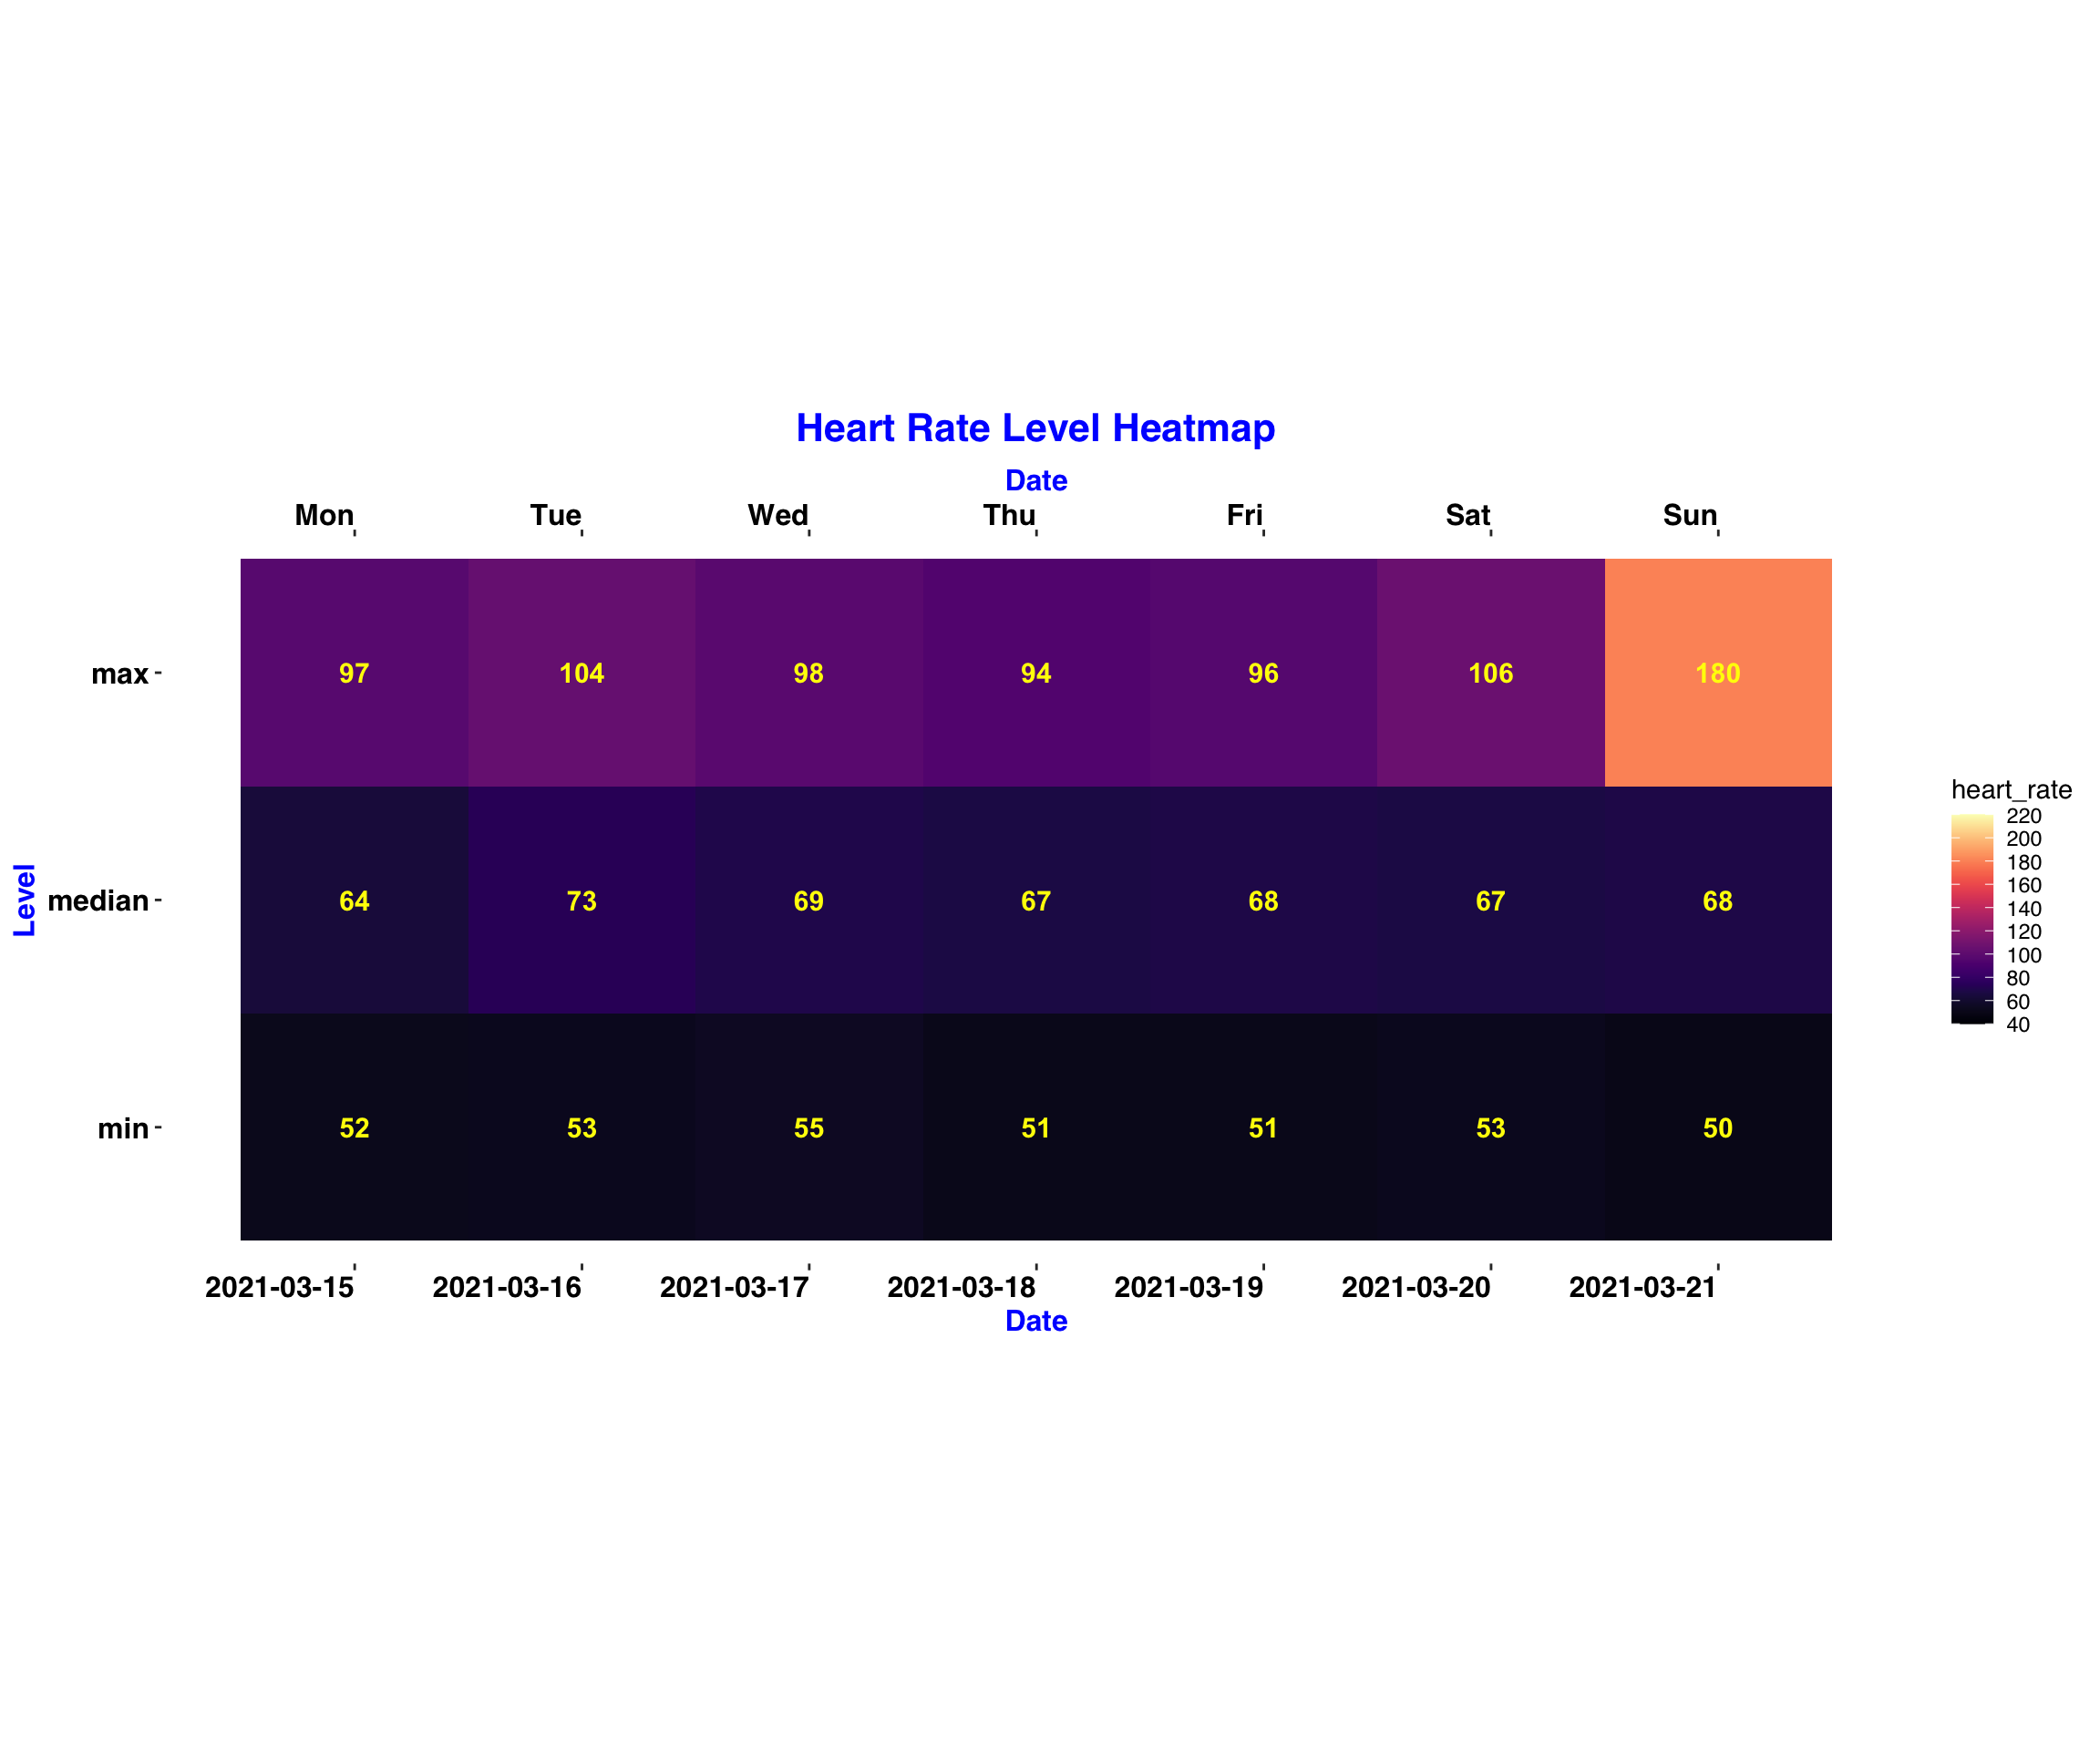 Heart Rate Level Heatmap
Date
Mon Tue Wed Thu Fri Sat Sun
max 97 104 98 94 96 106 180
Level
median 64 73 69 67 68 67 68
min 52 53 55 51 51 53 50
2021-03-15 2021-03-16 2021-03-17 2021-03-18 2021-03-19 2021-03-20 2021-03-21
Date
heart_rate
220
200
180
160
140
120
100
80
60
40